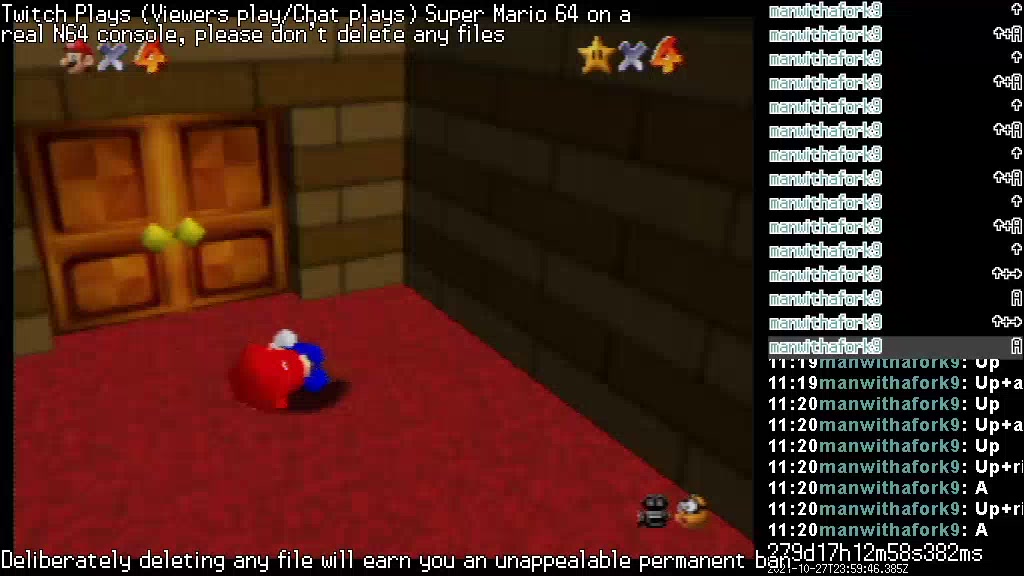 Twitch Plays (Viewers play/Chat plays) Super Mario 64 on a
real N64 console, please don't delete any files
4
4
manwithafork9 ↑
manwithafork9 ↑+A
manwithafork9 ↑
manwithafork9 ↑+A
manwithafork9 ↑
manwithafork9 ↑+A
manwithafork9 ↑
manwithafork9 ↑+A
manwithafork9 ↑
manwithafork9 ↑+A
manwithafork9 ↑
manwithafork9 ↑+→
manwithafork9 A
manwithafork9 ↑+→
manwithafork9 A
11:19manwithafork9: Up
11:19manwithafork9: Up+a
11:20manwithafork9: Up
11:20manwithafork9: Up+a
11:20manwithafork9: Up
11:20manwithafork9: Up+ri
11:20manwithafork9: A
11:20manwithafork9: Up+ri
11:20manwithafork9: A
Deliberately deleting any file will earn you an unappealable permanent ban
279d17h12m58s382ms
2021-10-27T23:59:46.385Z